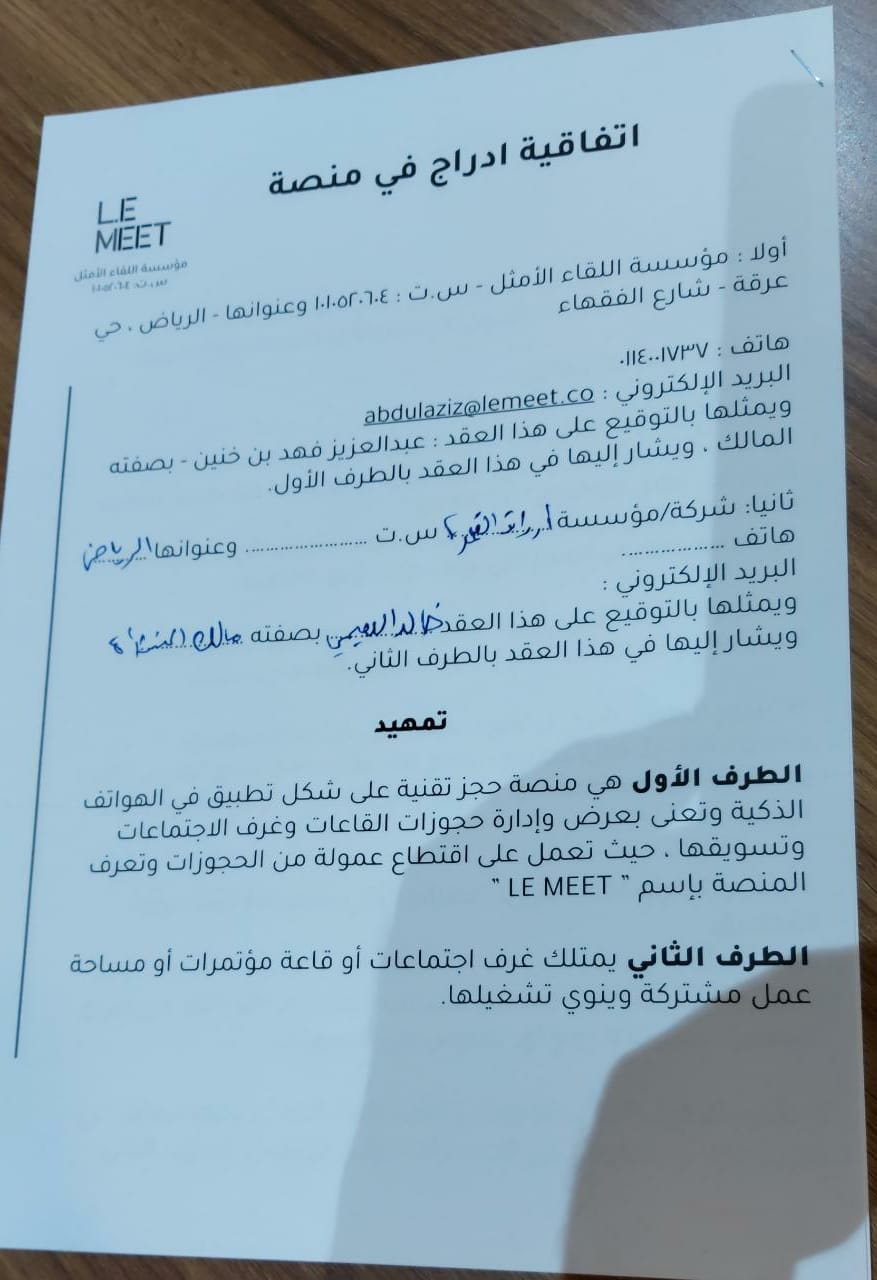 اتفاقية ادراج في منصة
L.E
MEET
مؤسسة اللقاء الأمثل
س.ت: ١٠١٠٥٢٠٦٠٤
أولا : مؤسسة اللقاء الأمثل - س.ت : ١٠١٠٥٢٠٦٠٤ وعنوانها - الرياض ، حي
عرقة - شارع الفقهاء
هاتف : ٠١١٤٠٠١٧٣٧
البريد الإلكتروني : abdulaziz@lemeet.co
ويمثلها بالتوقيع على هذا العقد : عبدالعزيز فهد بن خنين - بصفته
المالك ، ويشار إليها في هذا العقد بالطرف الأول.
ثانيا: شركة/مؤسسة س.ت ..................... وعنوانها الرياض
هاتف ..................
البريد الإلكتروني :
ويمثلها بالتوقيع على هذا العقد خالد بصفته مالك المنشأة
ويشار إليها في هذا العقد بالطرف الثاني.
تمهيد
الطرف الأول هي منصة حجز تقنية على شكل تطبيق في الهواتف
الذكية وتعنى بعرض وإدارة حجوزات القاعات وغرف الاجتماعات
وتسويقها ، حيث تعمل على اقتطاع عمولة من الحجوزات وتعرف
المنصة بإسم " LE MEET "
الطرف الثاني يمتلك غرف اجتماعات أو قاعة مؤتمرات أو مساحة
عمل مشتركة وينوي تشغيلها.